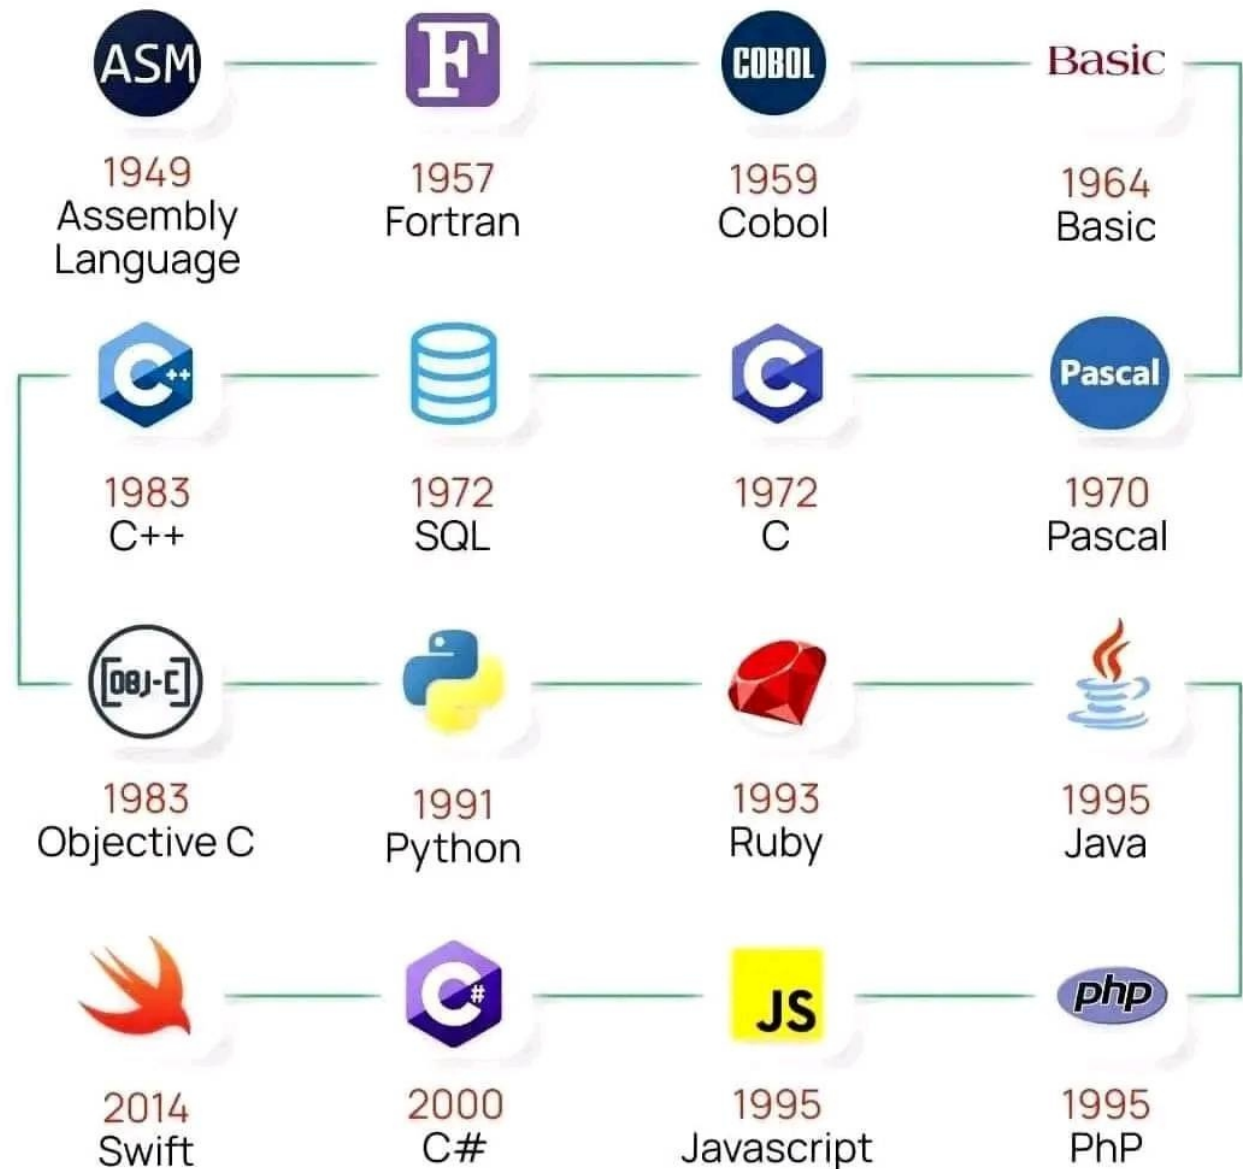 ASM
F
COBOL
Basic
1949
Assembly
Language
1957
Fortran
1959
Cobol
1964
Basic
C++
C
Pascal
1983
C++
1972
SQL
1972
C
1970
Pascal
[OBJ-C]
1983
Objective C
1991
Python
1993
Ruby
1995
Java
C#
JS
php
2014
Swift
2000
C#
1995
Javascript
1995
PhP